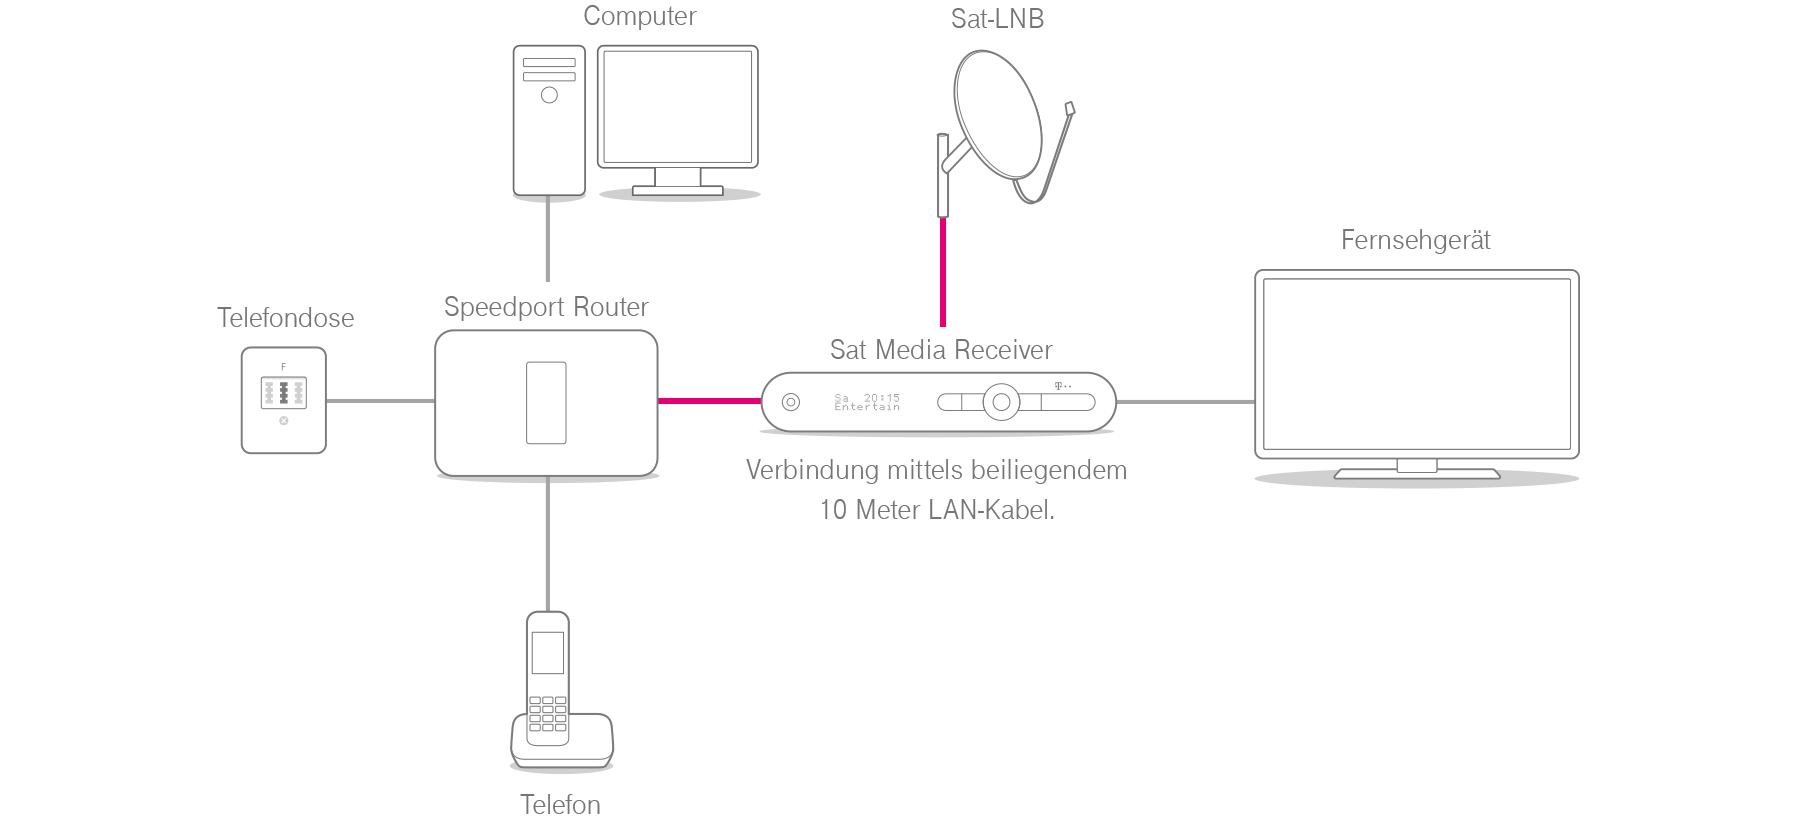 Computer
Sat-LNB
Fernsehgerät
Speedport Router
Telefondose
F
Sat Media Receiver
T··
Sa 20:15
Entertain
Verbindung mittels beiliegendem
10 Meter LAN-Kabel.
Telefon